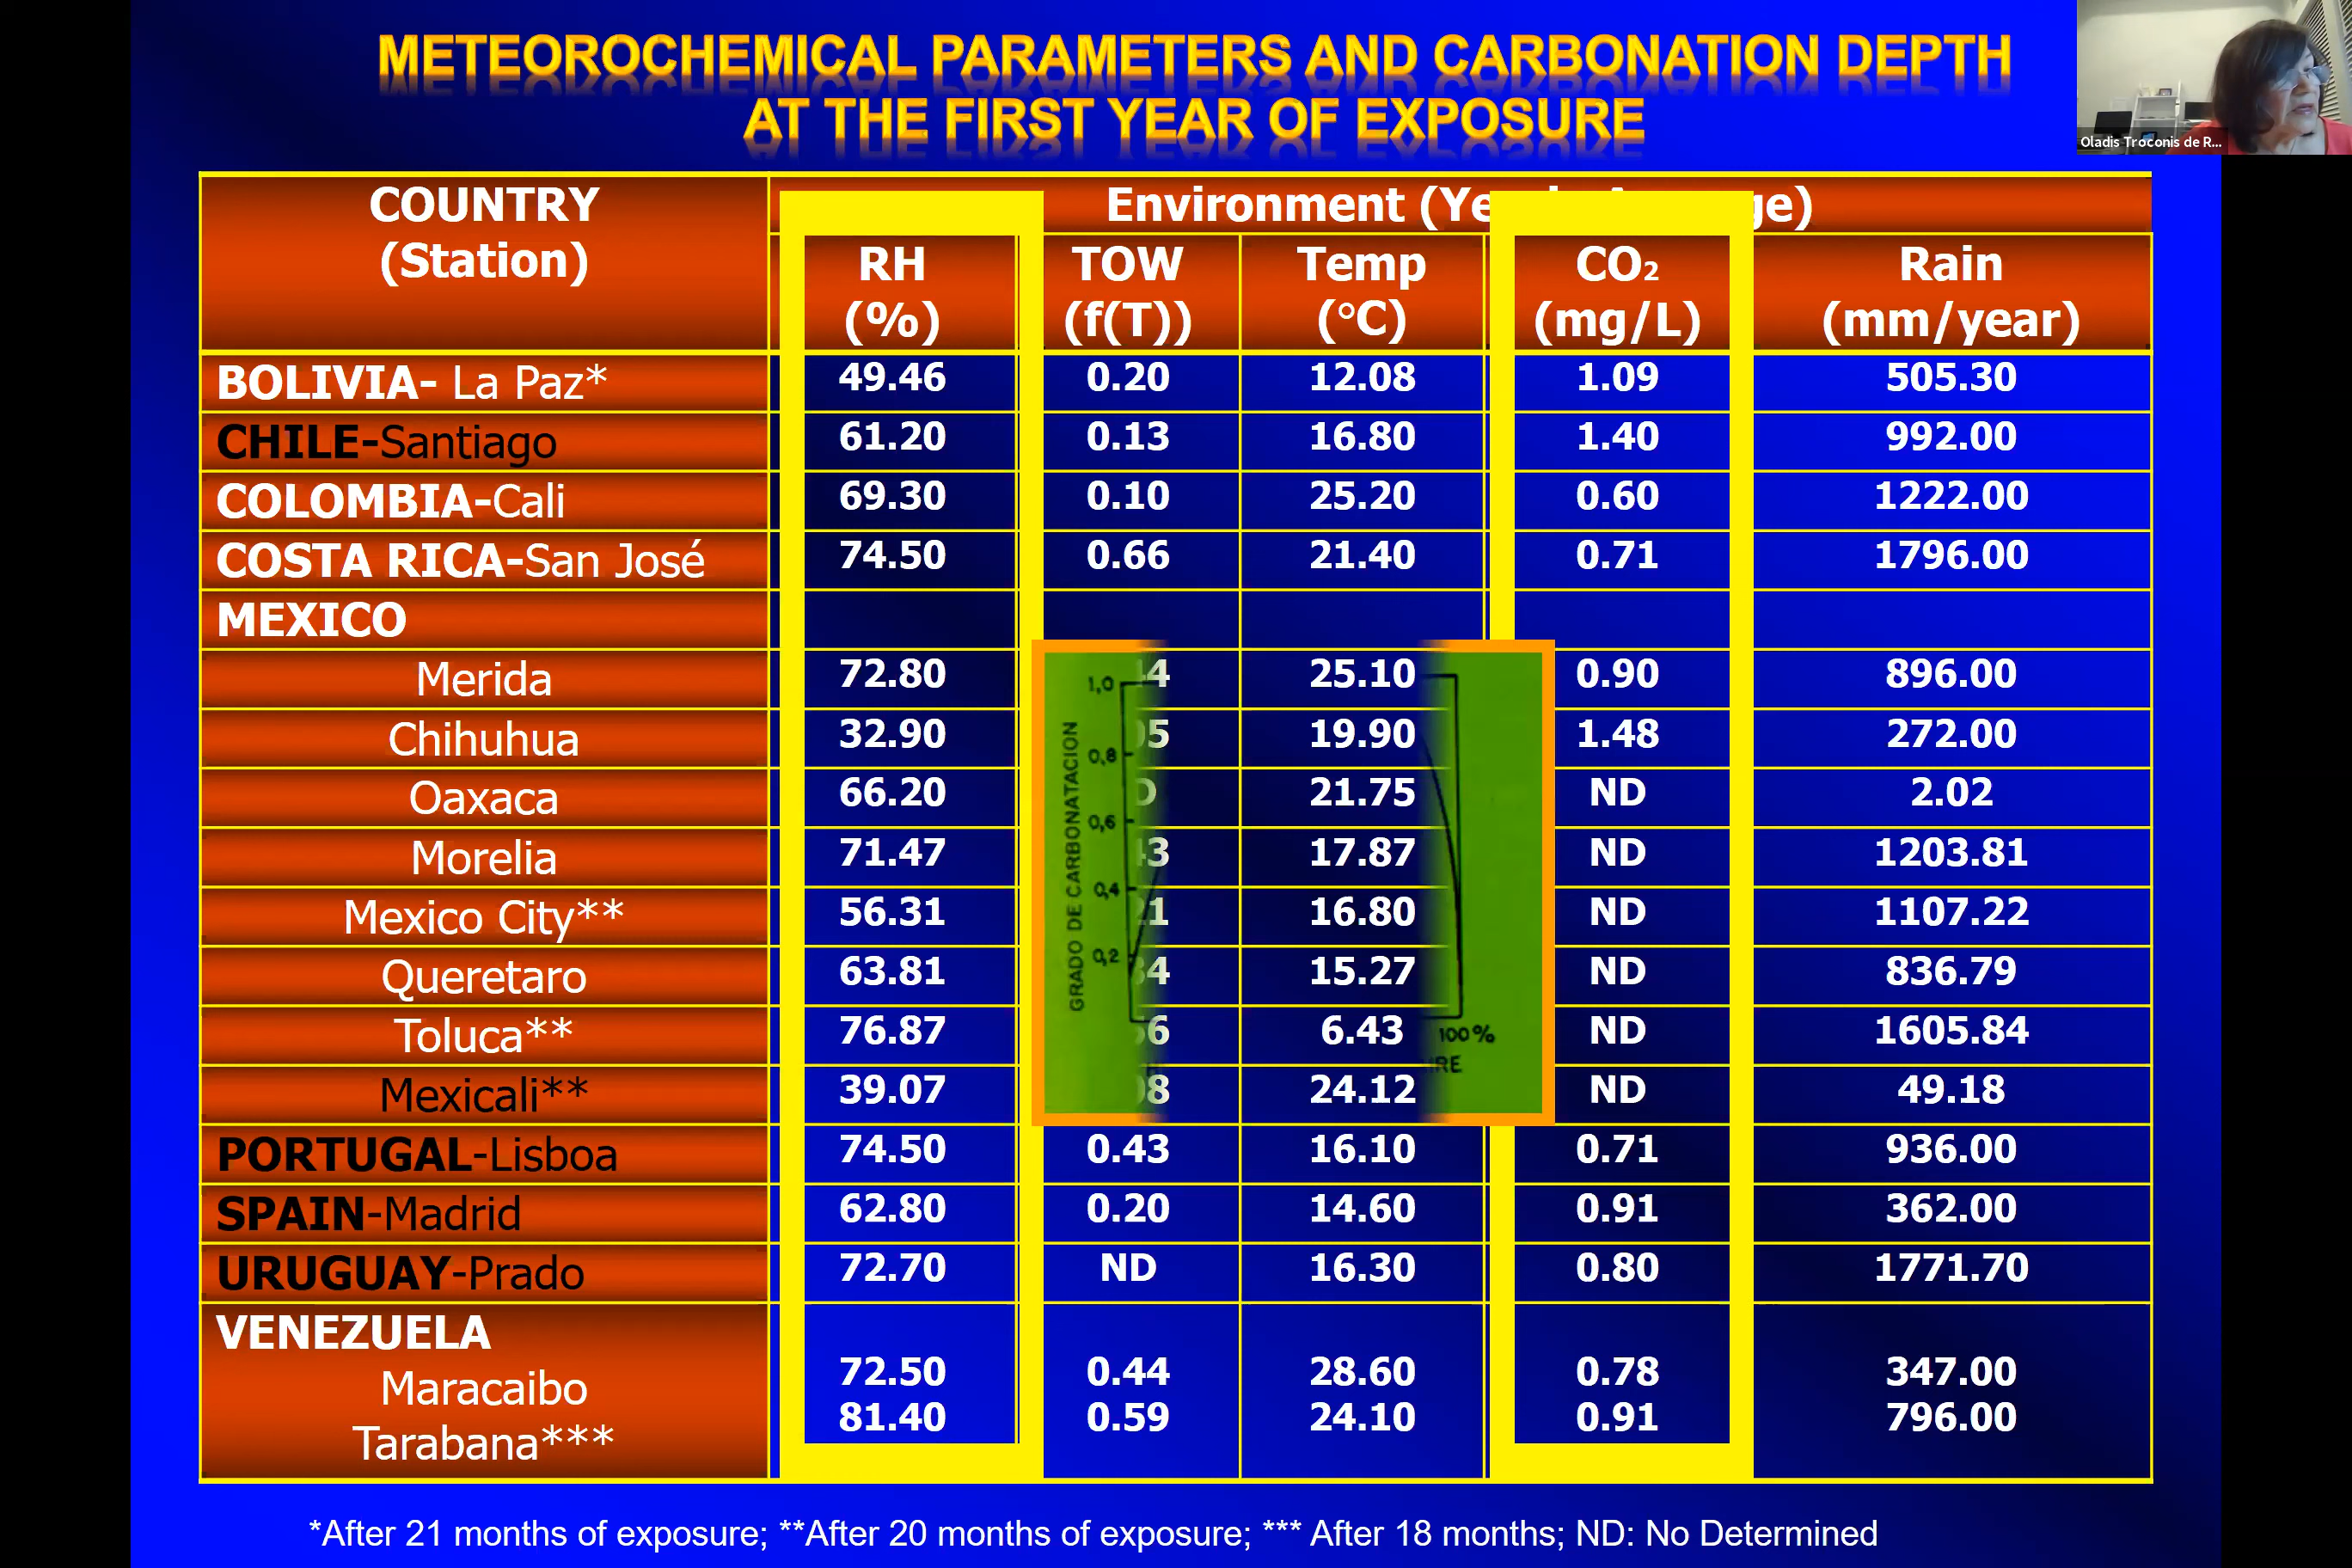 METEOROCHEMICAL PARAMETERS AND CARBONATION DEPTH
AT THE FIRST YEAR OF EXPOSURE
Oladis Troconis de R...
COUNTRY
(Station)
Environment
RH
(%)
TOW
(f(T))
Temp
(°C)
CO₂
(mg/L)
Rain
(mm/year)
BOLIVIA- La Paz* 49.46 0.20 12.08 1.09 505.30
CHILE-Santiago 61.20 0.13 16.80 1.40 992.00
COLOMBIA-Cali 69.30 0.10 25.20 0.60 1222.00
COSTA RICA-San José 74.50 0.66 21.40 0.71 1796.00
MEXICO
Merida 72.80 25.10 0.90 896.00
Chihuhua 32.90 19.90 1.48 272.00
Oaxaca 66.20 21.75 ND 2.02
Morelia 71.47 17.87 ND 1203.81
Mexico City** 56.31 16.80 ND 1107.22
Queretaro 63.81 15.27 ND 836.79
Toluca** 76.87 6.43 ND 1605.84
Mexicali** 39.07 24.12 ND 49.18
GRADO DE CARBONATACION
1,0
0,8
0,6
0,4
0,2
100%
PORTUGAL-Lisboa 74.50 0.43 16.10 0.71 936.00
SPAIN-Madrid 62.80 0.20 14.60 0.91 362.00
URUGUAY-Prado 72.70 ND 16.30 0.80 1771.70
VENEZUELA
Maracaibo 72.50 0.44 28.60 0.78 347.00
Tarabana*** 81.40 0.59 24.10 0.91 796.00
*After 21 months of exposure; **After 20 months of exposure; *** After 18 months; ND: No Determined